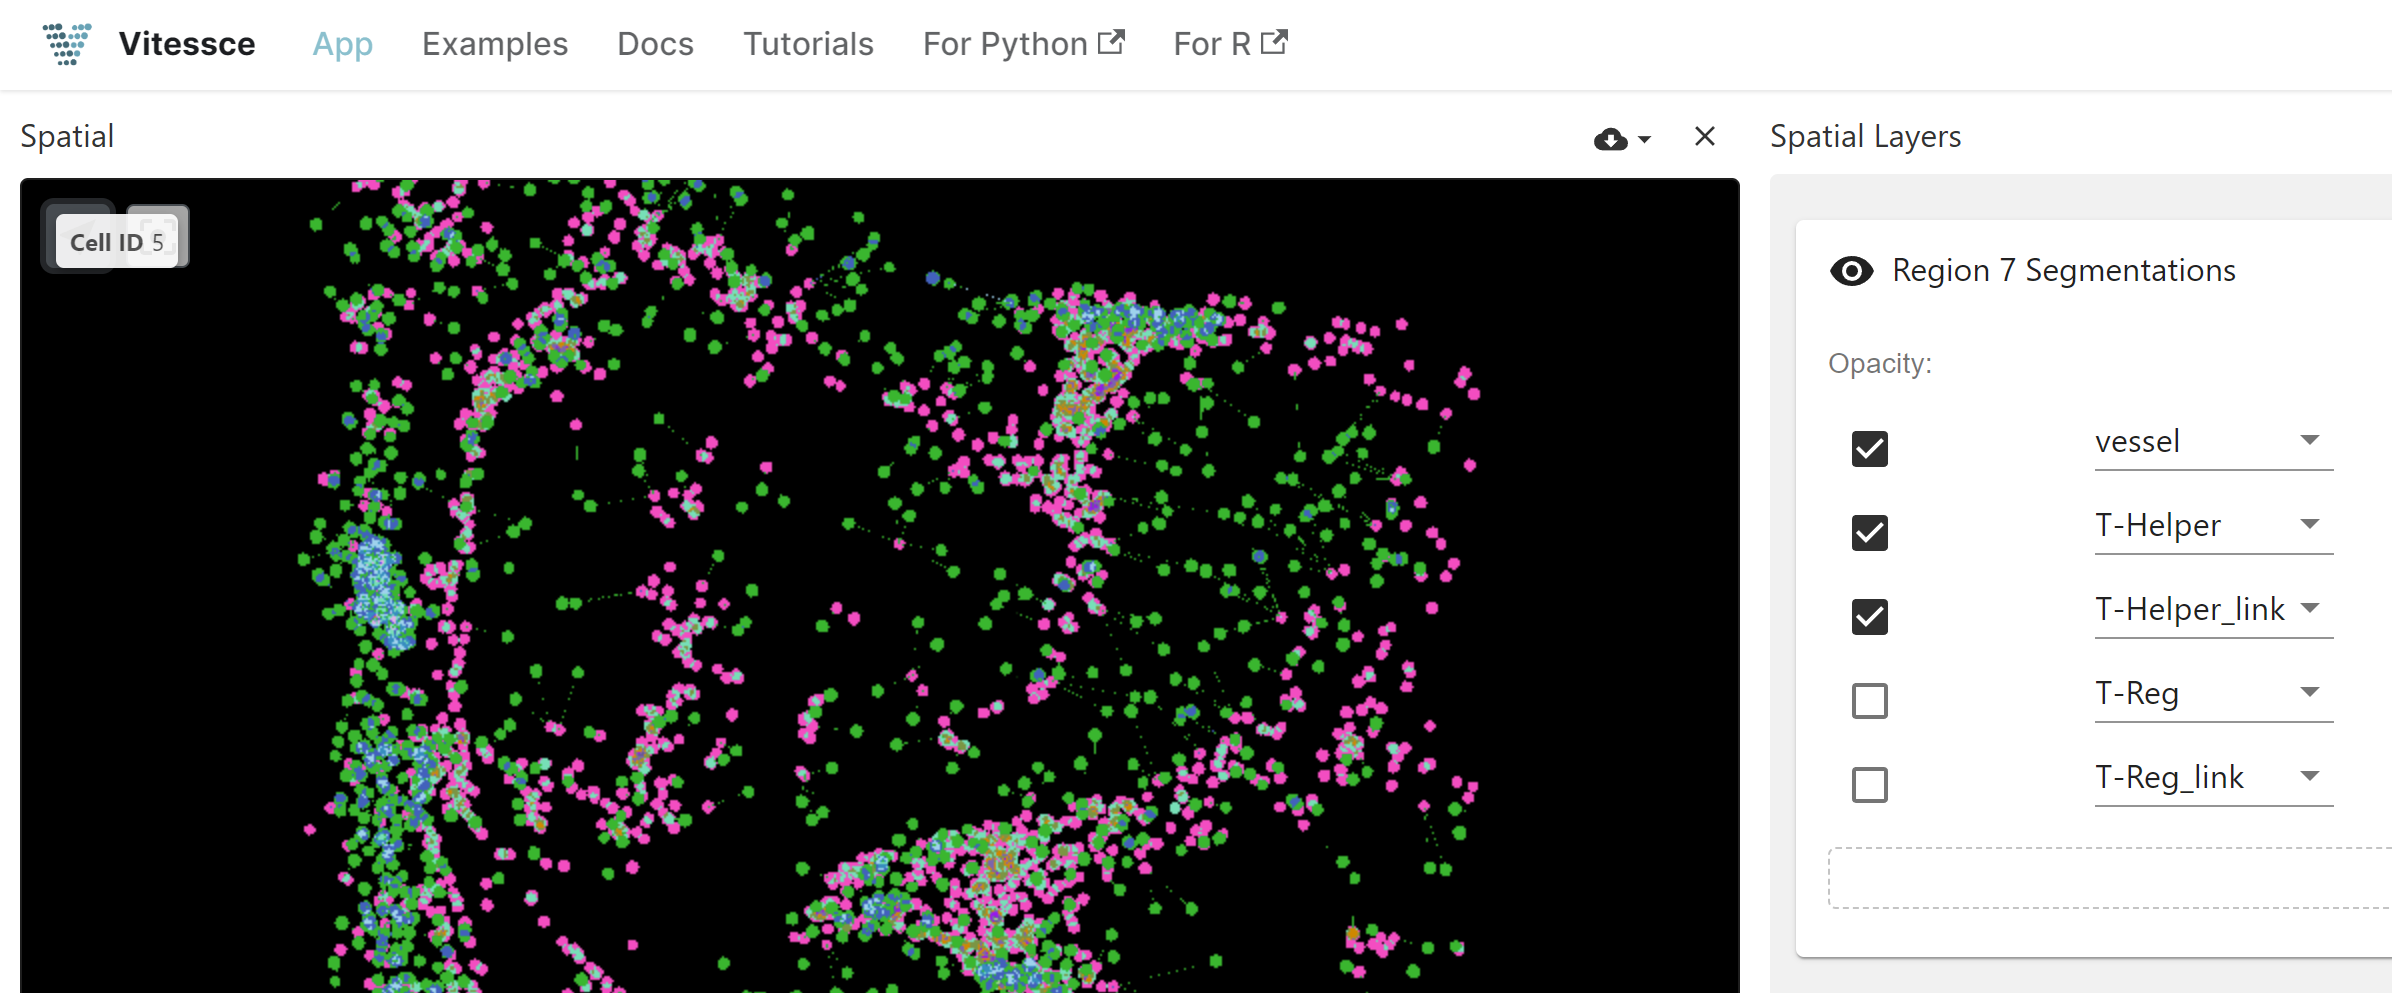 Vitessce App Examples Docs Tutorials For Python For R
Spatial
Cell ID 5
Spatial Layers
Region 7 Segmentations
Opacity:
vessel
T-Helper
T-Helper_link
T-Reg
T-Reg_link